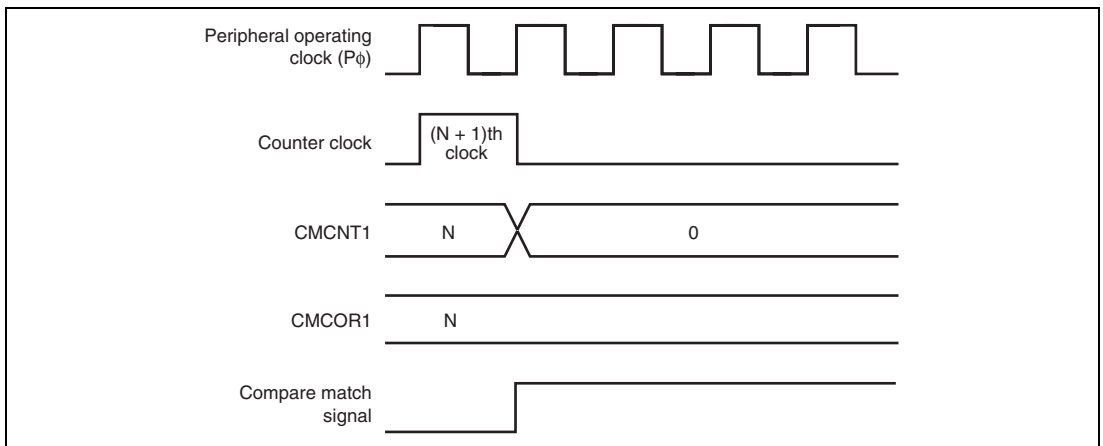 Peripheral operating
clock (Pϕ)
Counter clock
(N + 1)th
clock
CMCNT1
N
0
CMCOR1
N
Compare match
signal